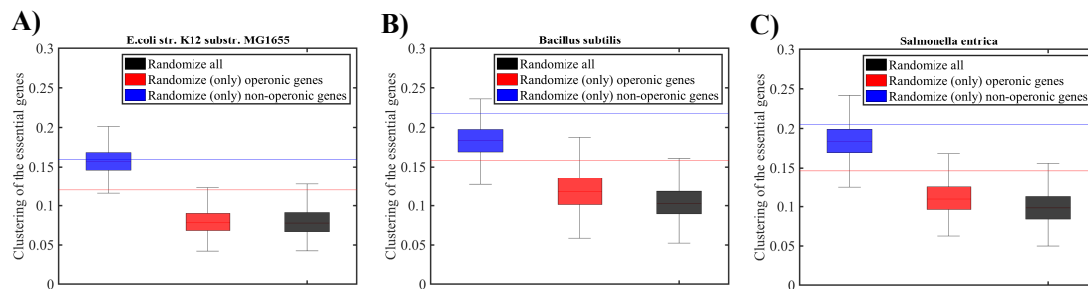 A)
E.coli str. K12 substr. MG1655
Clustering of the essential genes
0.3
0.25
0.2
0.15
0.1
0.05
0
Randomize all
Randomize (only) operonic genes
Randomize (only) non-operonic genes
B)
Bacillus subtilis
Clustering of the essential genes
0.3
0.25
0.2
0.15
0.1
0.05
0
Randomize all
Randomize (only) operonic genes
Randomize (only) non-operonic genes
C)
Salmonella entrica
Clustering of the essential genes
0.3
0.25
0.2
0.15
0.1
0.05
0
Randomize all
Randomize (only) operonic genes
Randomize (only) non-operonic genes